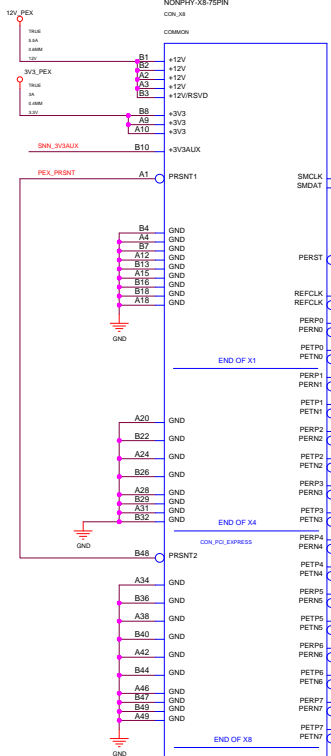 NONPHY-X8-75PIN
12V_PEX
CON_X8
TRUE
5.5A
0.6MM
12V
COMMON
B1 +12V
B2 +12V
A2 +12V
A3 +12V
B3 +12V/RSVD
3V3_PEX
TRUE
3A
0.6MM
3.3V
B8 +3V3
A9 +3V3
A10 +3V3
SNN_3V3AUX B10 +3V3AUX
PEX_PRSNT A1 PRSNT1
SMCLK
SMDAT
B4 GND
A4 GND
B7 GND
A12 GND
B13 GND
A15 GND
B16 GND
B18 GND
A18 GND
GND
PERST
REFCLK
REFCLK
PERP0
PERN0
PETP0
PETN0
END OF X1
PERP1
PERN1
PETP1
PETN1
PERP2
PERN2
PETP2
PETN2
PERP3
PERN3
PETP3
PETN3
A20 GND
B22 GND
A24 GND
B26 GND
A28 GND
B29 GND
A31 GND
B32 GND
GND
END OF X4
CON_PCI_EXPRESS
B48 PRSNT2
PERP4
PERN4
PETP4
PETN4
PERP5
PERN5
PETP5
PETN5
PERP6
PERN6
PETP6
PETN6
PERP7
PERN7
PETP7
PETN7
A34 GND
B36 GND
A38 GND
B40 GND
A42 GND
B44 GND
A46 GND
B47 GND
B49 GND
A49 GND
GND
END OF X8